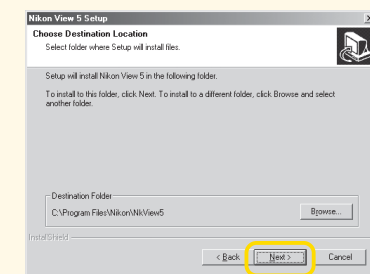 Nikon View 5 Setup
Choose Destination Location
Select folder where Setup will install files.
Setup will install Nikon View 5 in the following folder.
To install to this folder, click Next. To install to a different folder, click Browse and select
another folder.
Destination Folder
C:\Program Files\Nikon\NkView5
Browse...
InstallShield
< Back
Next >
Cancel